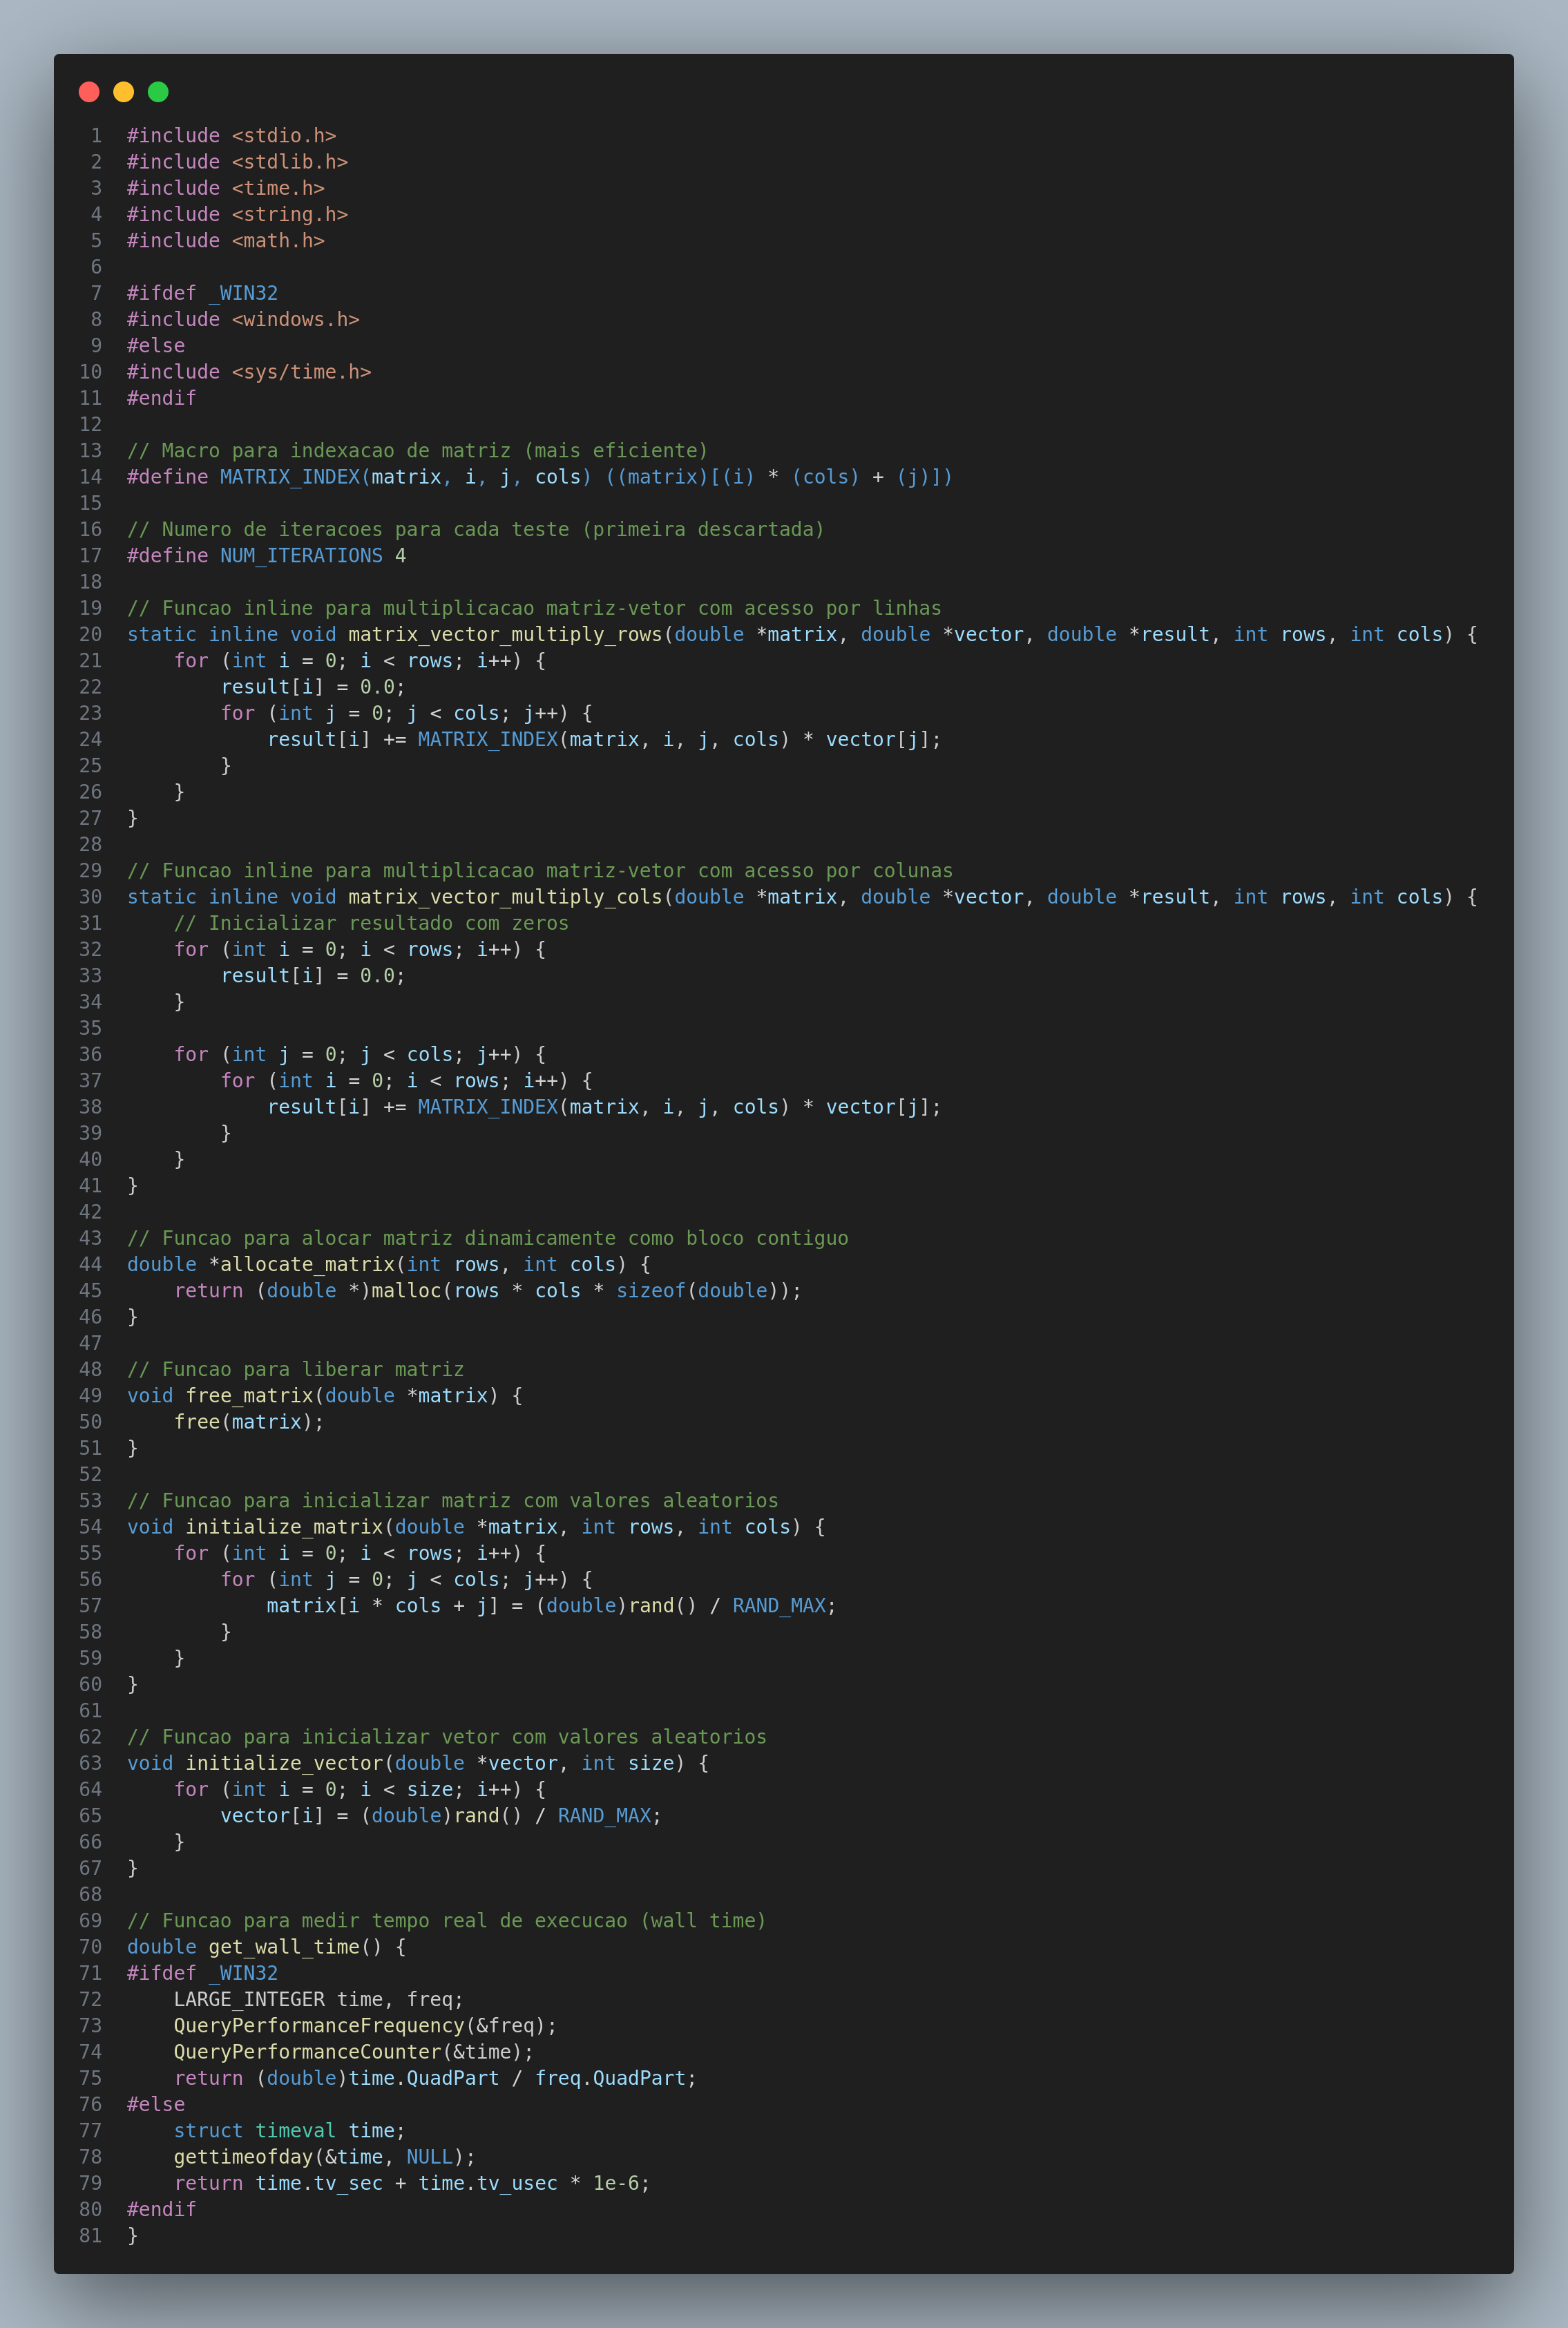 1 #include <stdio.h>
2 #include <stdlib.h>
3 #include <time.h>
4 #include <string.h>
5 #include <math.h>
6
7 #ifdef _WIN32
8 #include <windows.h>
9 #else
10 #include <sys/time.h>
11 #endif
12
13 // Macro para indexacao de matriz (mais eficiente)
14 #define MATRIX_INDEX(matrix, i, j, cols) ((matrix)[(i) * (cols) + (j)])
15
16 // Numero de iteracoes para cada teste (primeira descartada)
17 #define NUM_ITERATIONS 4
18
19 // Funcao inline para multiplicacao matriz-vetor com acesso por linhas
20 static inline void matrix_vector_multiply_rows(double *matrix, double *vector, double *result, int rows, int cols) {
21     for (int i = 0; i < rows; i++) {
22         result[i] = 0.0;
23         for (int j = 0; j < cols; j++) {
24             result[i] += MATRIX_INDEX(matrix, i, j, cols) * vector[j];
25         }
26     }
27 }
28
29 // Funcao inline para multiplicacao matriz-vetor com acesso por colunas
30 static inline void matrix_vector_multiply_cols(double *matrix, double *vector, double *result, int rows, int cols) {
31     // Inicializar resultado com zeros
32     for (int i = 0; i < rows; i++) {
33         result[i] = 0.0;
34     }
35
36     for (int j = 0; j < cols; j++) {
37         for (int i = 0; i < rows; i++) {
38             result[i] += MATRIX_INDEX(matrix, i, j, cols) * vector[j];
39         }
40     }
41 }
42
43 // Funcao para alocar matriz dinamicamente como bloco contiguo
44 double *allocate_matrix(int rows, int cols) {
45     return (double *)malloc(rows * cols * sizeof(double));
46 }
47
48 // Funcao para liberar matriz
49 void free_matrix(double *matrix) {
50     free(matrix);
51 }
52
53 // Funcao para inicializar matriz com valores aleatorios
54 void initialize_matrix(double *matrix, int rows, int cols) {
55     for (int i = 0; i < rows; i++) {
56         for (int j = 0; j < cols; j++) {
57             matrix[i * cols + j] = (double)rand() / RAND_MAX;
58         }
59     }
60 }
61
62 // Funcao para inicializar vetor com valores aleatorios
63 void initialize_vector(double *vector, int size) {
64     for (int i = 0; i < size; i++) {
65         vector[i] = (double)rand() / RAND_MAX;
66     }
67 }
68
69 // Funcao para medir tempo real de execucao (wall time)
70 double get_wall_time() {
71 #ifdef _WIN32
72     LARGE_INTEGER time, freq;
73     QueryPerformanceFrequency(&freq);
74     QueryPerformanceCounter(&time);
75     return (double)time.QuadPart / freq.QuadPart;
76 #else
77     struct timeval time;
78     gettimeofday(&time, NULL);
79     return time.tv_sec + time.tv_usec * 1e-6;
80 #endif
81 }